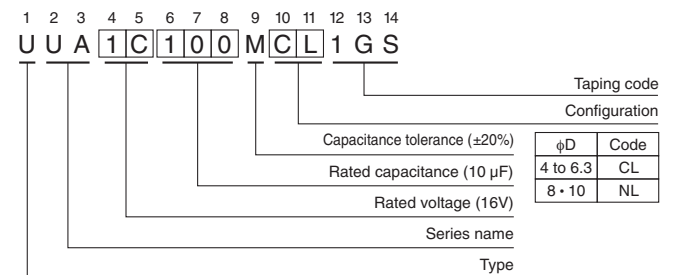 1 2 3 4 5 6 7 8 9 10 11 12 13 14
U U A 1 C 1 0 0 M C L 1 G S
Taping code
Configuration
Capacitance tolerance (±20%)
Rated capacitance (10 µF)
Rated voltage (16V)
Series name
Type
ϕD Code
4 to 6.3 CL
8 • 10 NL